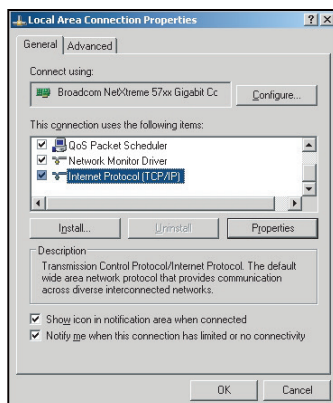 Local Area Connection Properties
General Advanced
Connect using:
Broadcom NetXtreme 57xx Gigabit Cc
Configure...
This connection uses the following items:
QoS Packet Scheduler
Network Monitor Driver
Internet Protocol (TCP/IP)
Install... Uninstall Properties
Description
Transmission Control Protocol/Internet Protocol. The default
wide area network protocol that provides communication
across diverse interconnected networks.
Show icon in notification area when connected
Notify me when this connection has limited or no connectivity
OK Cancel